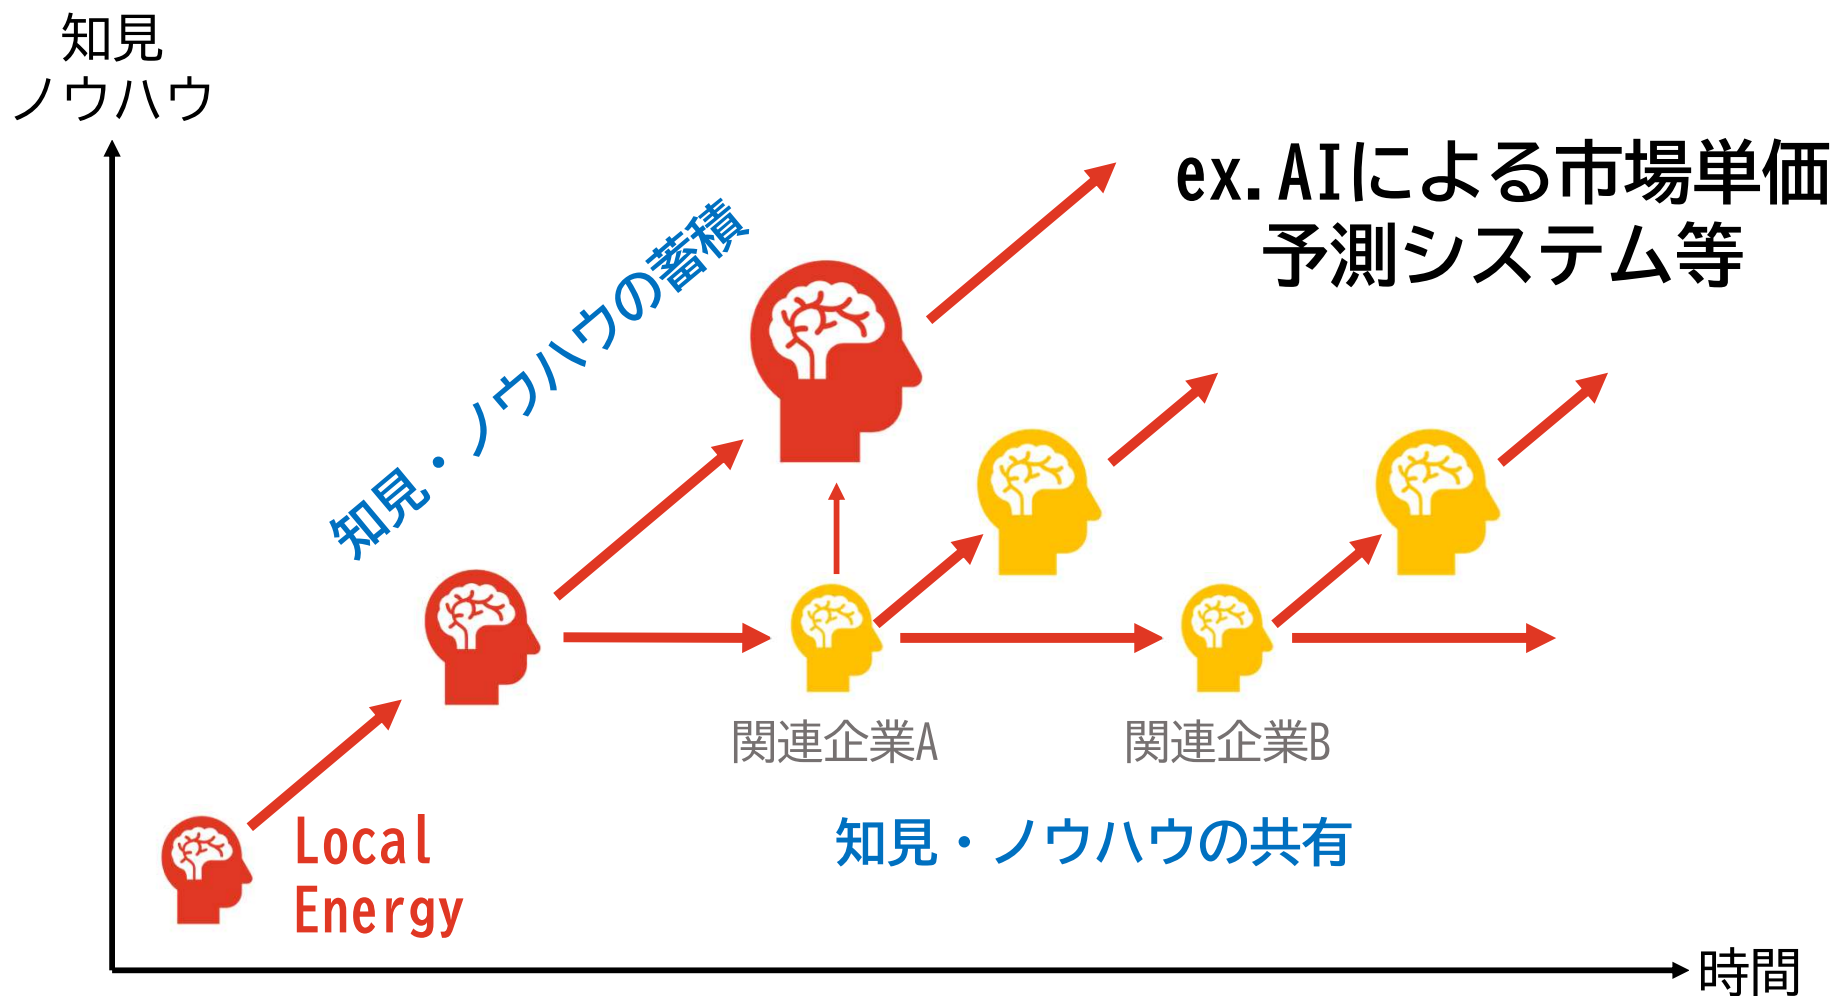 知見
ノウハウ
ex.AIによる市場単価
予測システム等
知見・ノウハウの蓄積
関連企業A
関連企業B
知見・ノウハウの共有
Local
Energy
時間